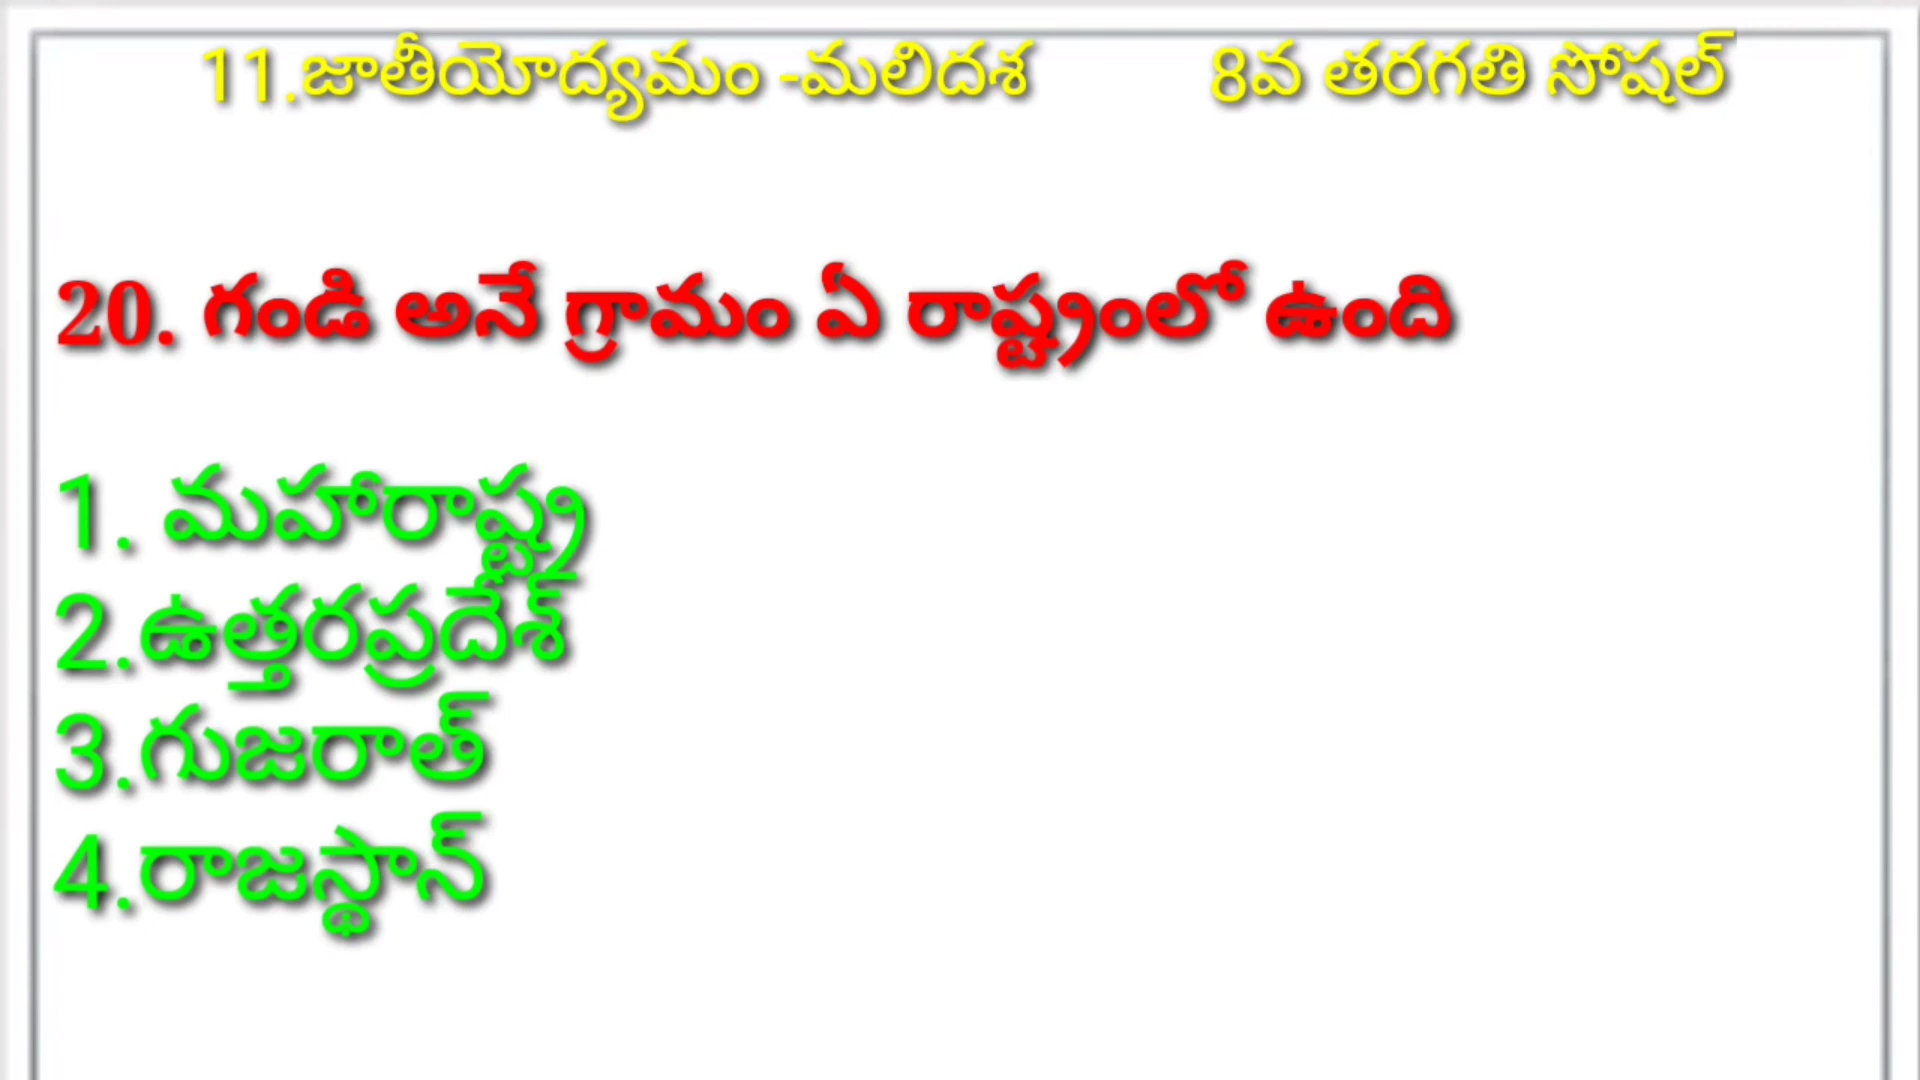 11.జాతీయోద్యమం -మలిదశ 8వ తరగతి సోషల్
20. గండి అనే గ్రామం ఏ రాష్ట్రంలో ఉంది
1. మహారాష్ట్ర
2.ఉత్తరప్రదేశ్
3.గుజరాత్
4.రాజస్థాన్